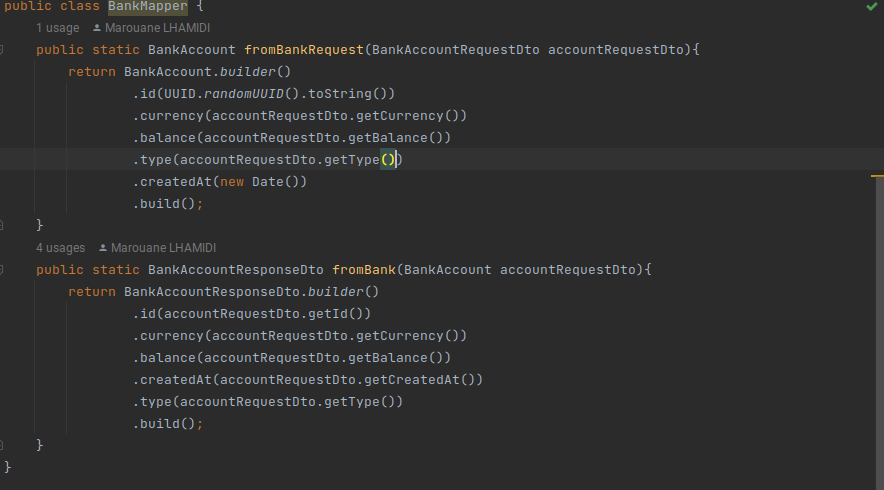 public class BankMapper {
1 usage Marouane LHAMIDI
public static BankAccount fromBankRequest(BankAccountRequestDto accountRequestDto){
return BankAccount.builder()
.id(UUID.randomUUID().toString())
.currency(accountRequestDto.getCurrency())
.balance(accountRequestDto.getBalance())
.type(accountRequestDto.getType())
.createdAt(new Date())
.build();
}
4 usages Marouane LHAMIDI
public static BankAccountResponseDto fromBank(BankAccount accountRequestDto){
return BankAccountResponseDto.builder()
.id(accountRequestDto.getId())
.currency(accountRequestDto.getCurrency())
.balance(accountRequestDto.getBalance())
.createdAt(accountRequestDto.getCreatedAt())
.type(accountRequestDto.getType())
.build();
}
}